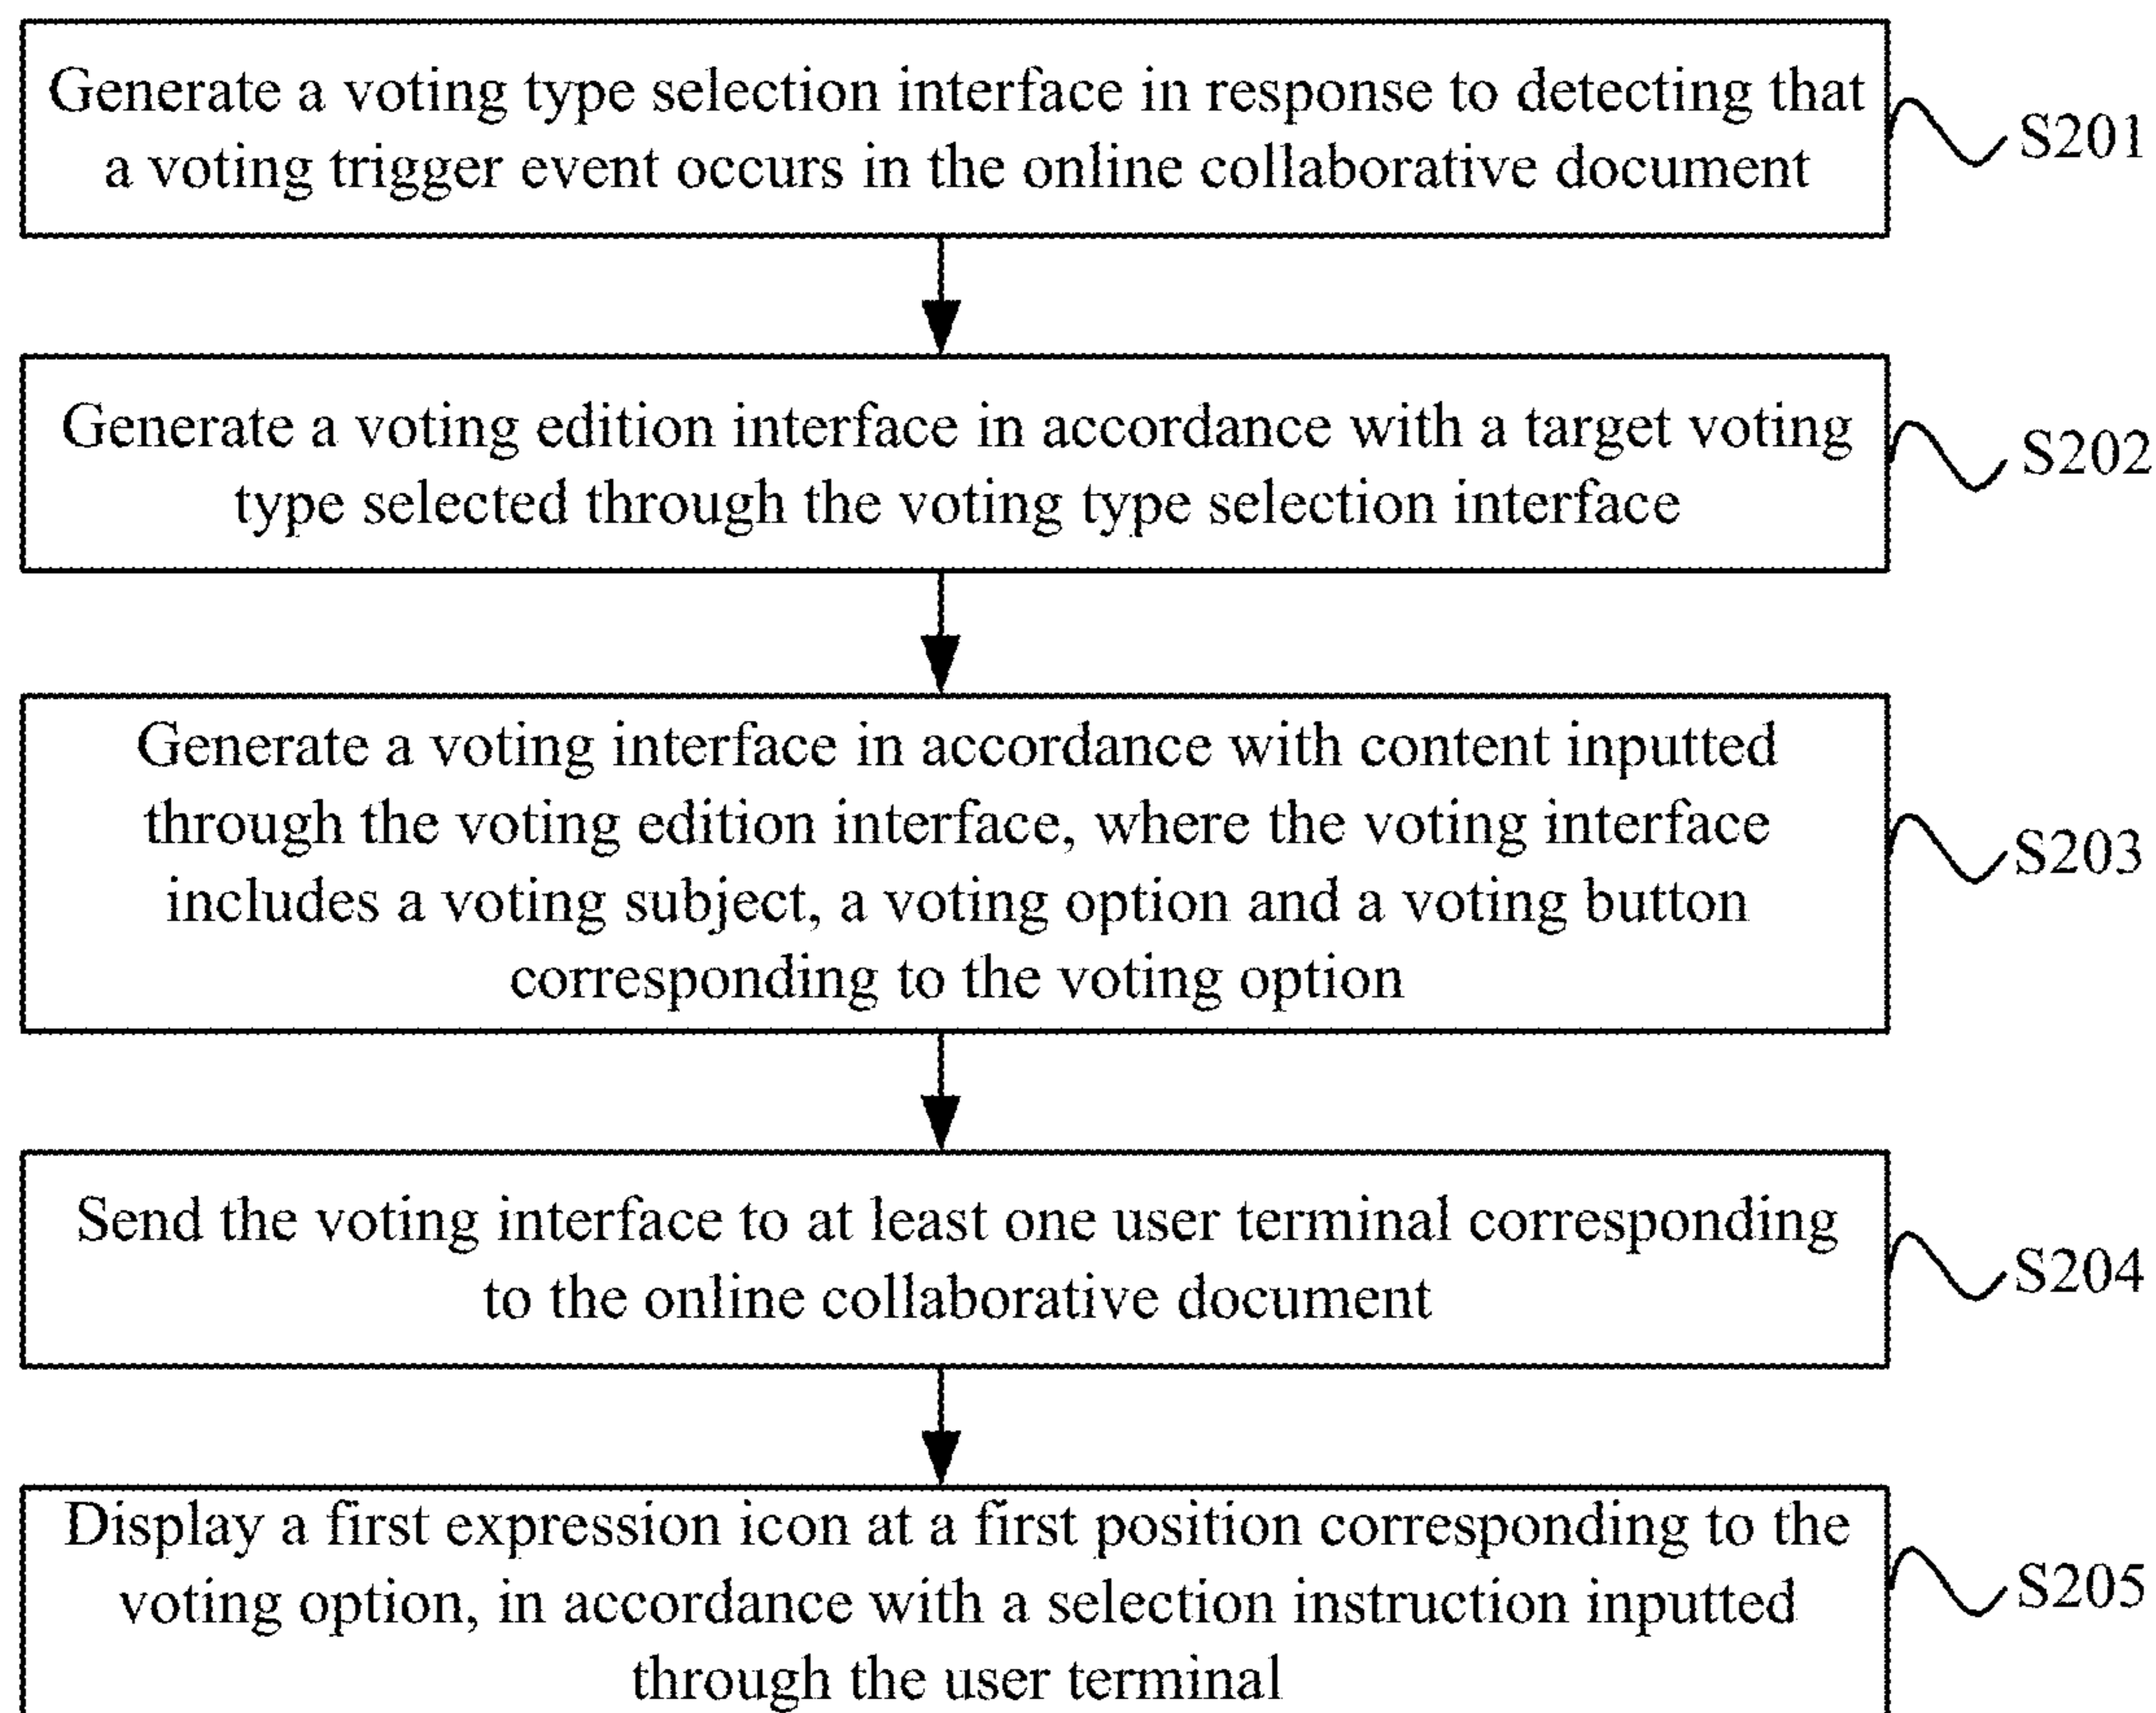 Generate a voting type selection interface in response to detecting that
a voting trigger event occurs in the online collaborative document
S201
Generate a voting edition interface in accordance with a target voting
type selected through the voting type selection interface
S202
Generate a voting interface in accordance with content inputted
through the voting edition interface, where the voting interface
includes a voting subject, a voting option and a voting button
corresponding to the voting option
S203
Send the voting interface to at least one user terminal corresponding
to the online collaborative document
S204
Display a first expression icon at a first position corresponding to the
voting option, in accordance with a selection instruction inputted
through the user terminal
S205